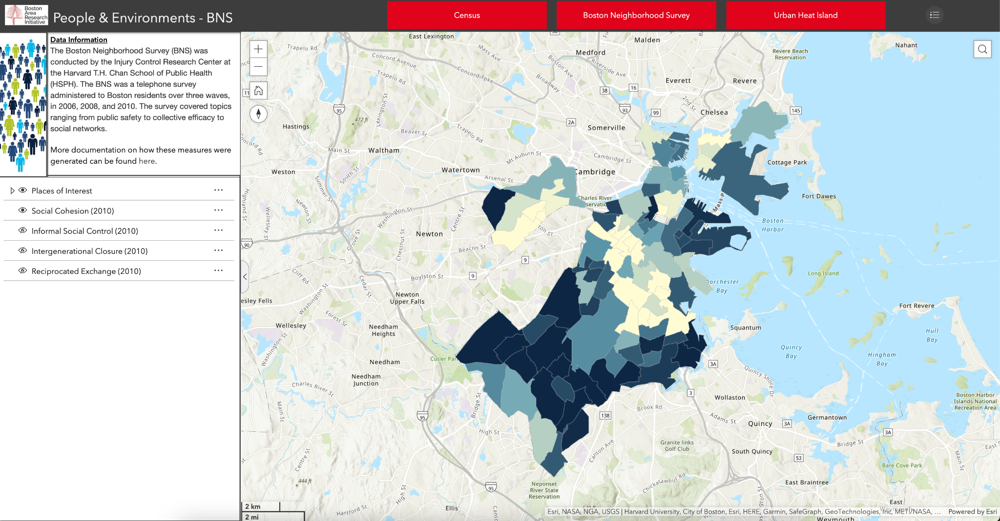 Boston
Area
Research
Initiative
People & Environments - BNS
Census
Boston Neighborhood Survey
Urban Heat Island
Data Information
The Boston Neighborhood Survey (BNS) was
conducted by the Injury Control Research Center at
the Harvard T.H. Chan School of Public Health
(HSPH). The BNS was a telephone survey
administered to Boston residents over three waves,
in 2006, 2008, and 2010. The survey covered topics
ranging from public safety to collective efficacy to
social networks.
More documentation on how these measures were
generated can be found here.
Places of Interest
Social Cohesion (2010)
Informal Social Control (2010)
Intergenerational Closure (2010)
Reciprocated Exchange (2010)
East Lexington
Malden
Nahant
Trapelo Rd
Mass Ave
Medford
Revere Beach
Reservation
Concord Avenue
Boston Ave
Riverside Ave
Concord Tpke
Broadway
Trapelo Rd
Everett
Revere
38
16
Lexington St
2nd St
95
93
99
Chelsea
145
472 ft
2A
Hastings
Somerville
Beaver St
Trapelo Rd
Main St
Waltham
Mt Auburn St
Cambridge St
Cottage Park
Weston
South St
Watertown
Cambridge
Arsenal St
Summer St
Highland St
Charles River
Mass P
Fort Dawes
Newton St
Washington St
Centre St
Wellesley St
Boston
Harbor
Newton
Grove St
Chestnut St
90
Beacon St
9
9
Boylston St
Cliff Rd
Cedar St
Long Island
Dorchester
Bay
Newton
Upper Falls
Washington St
esley Fells
Fort Revere
Forest St
Wellesley
Needham
Heights
Squantum
Hull
Bay
Washington St
Quincy
Bay
Hingham
Bay
Cutler Par
Needham
3A
Needham
Junction
Quincy Shore Dr
Charles River St
3
Bridge St
Wollaston
Boston Harbor
Islands National
Recreation Area
Main St
Brook Rd
95
138
Adams St
Germantown
Quincy
3A
High St
3A
Granite links
Golf Club
Bridge St
Canton Ave
South Quincy
Centre St
53
Main St
East S
Bare Cove Park
Chickatawbut Rd
444 ft
Neponset
River State
Reservation
East Braintree
95
High St
East
2 km
Ellis
Hartford St
2 mi
Esri, NASA, NGA, USGS | Harvard University, City of Boston, Esri, HERE, Garmin, SafeGraph, GeoTechnologies, Inc, METI/NASA, ...
Powered by Esri
Weymouth